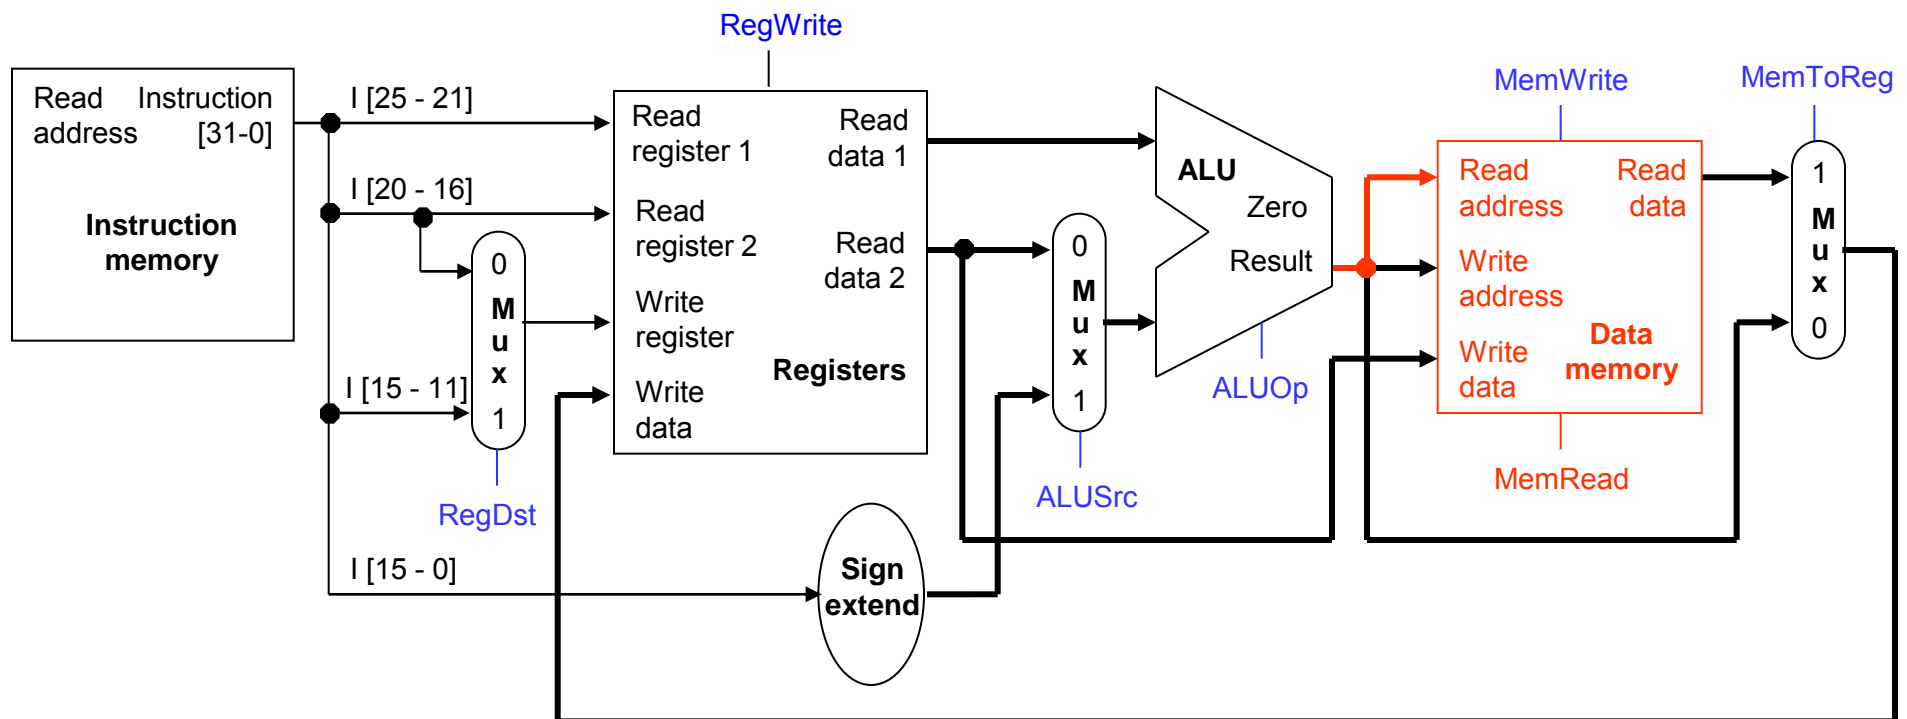 RegWrite
Read Instruction
address [31-0]
Instruction
memory
I [25 - 21]
I [20 - 16]
I [15 - 11]
I [15 - 0]
0
M
u
x
1
RegDst
Read
register 1
Read
data 1
Read
register 2
Read
data 2
Write
register
Registers
Write
data
Sign
extend
0
M
u
x
1
ALUSrc
ALU
Zero
Result
ALUOp
MemWrite
Read
address
Read
data
Write
address
Write
data
Data
memory
MemRead
MemToReg
1
M
u
x
0